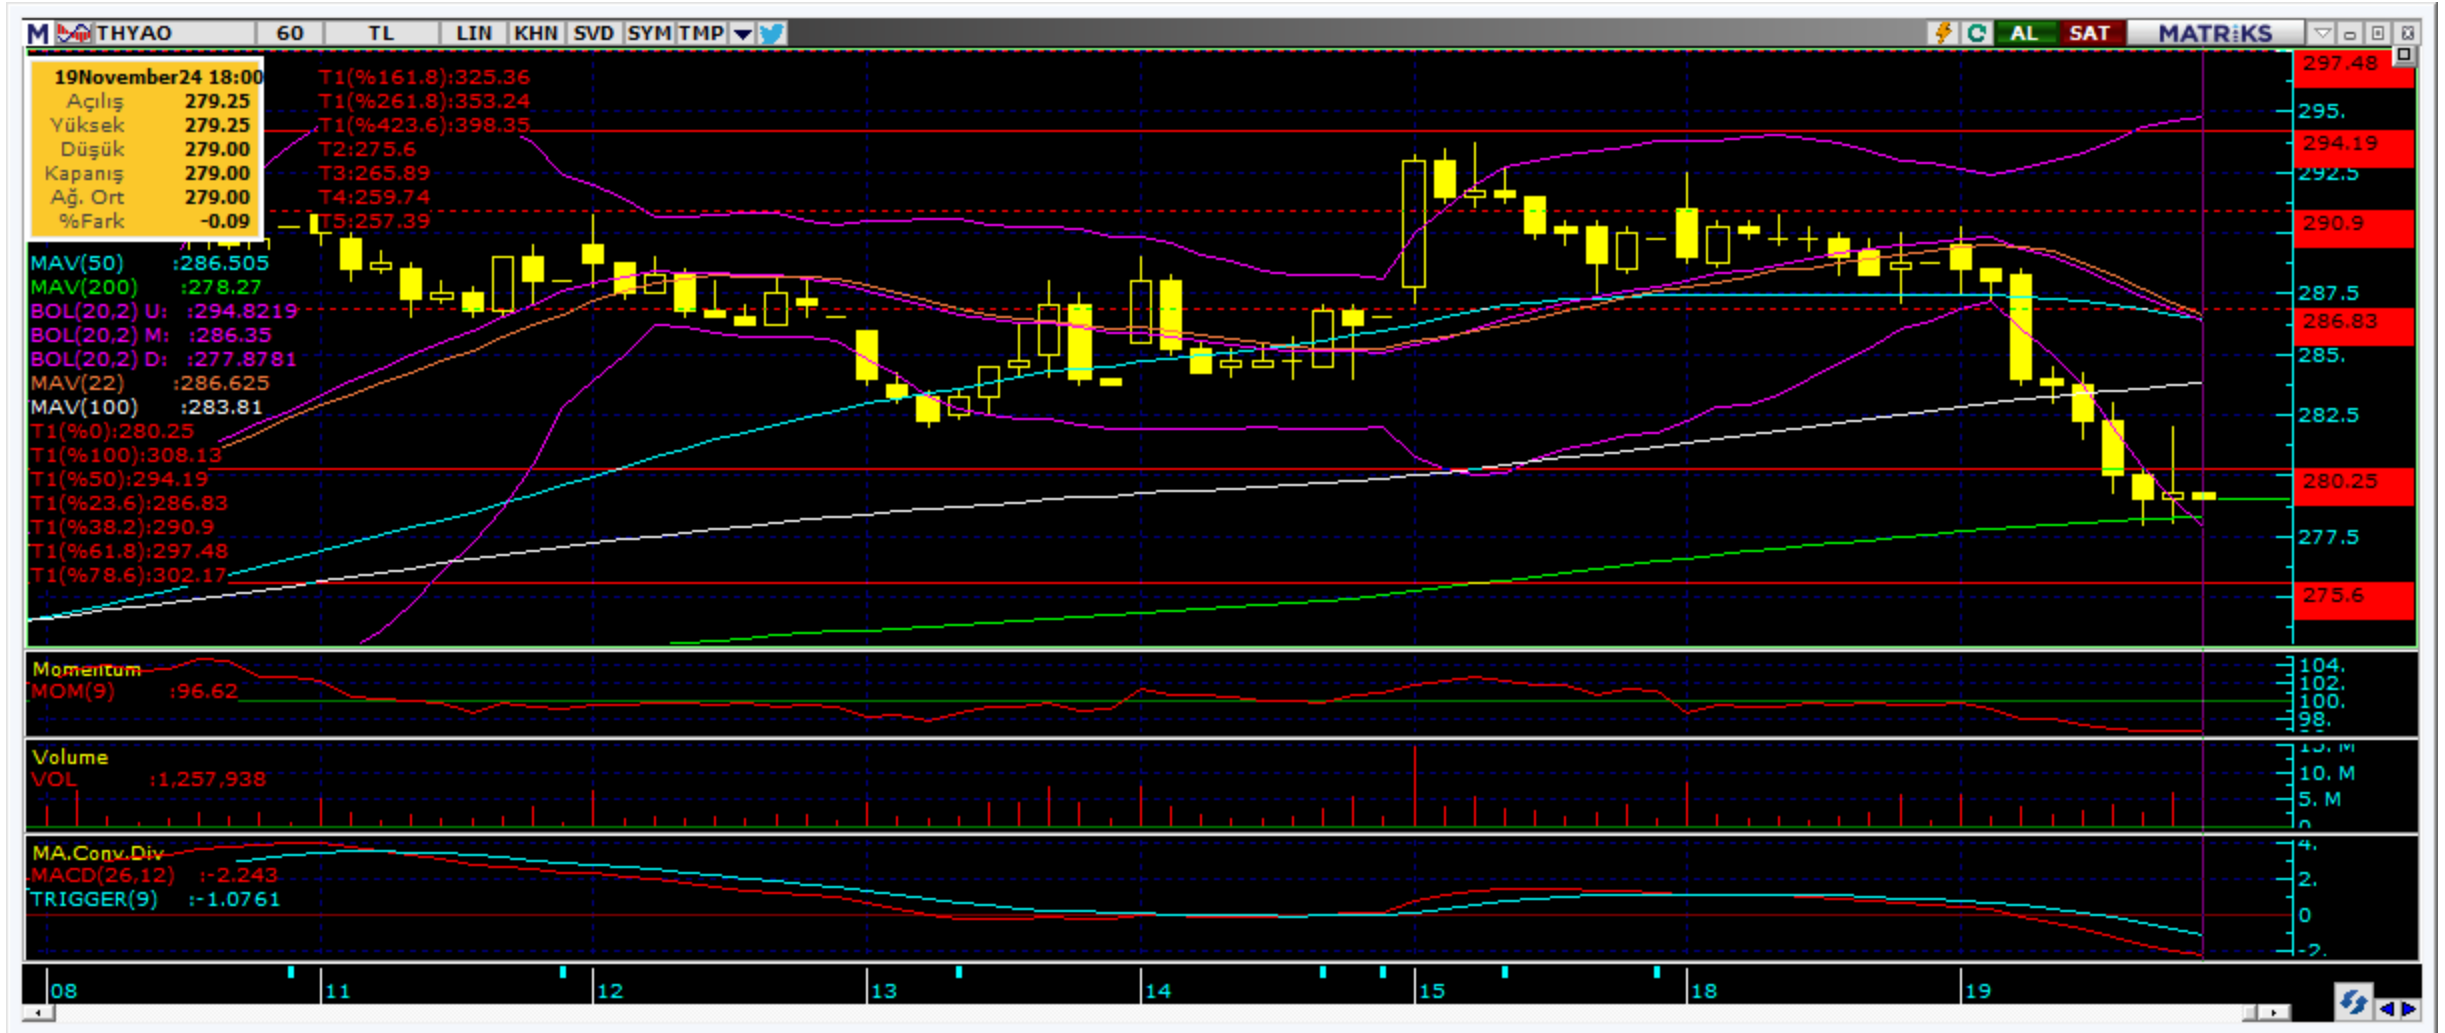 M THYAO 60 TL LIN KHN SVD SYM TMP AL SAT MATRiKS
19November24 18:00
Açılış 279.25
Yüksek 279.25
Düşük 279.00
Kapanış 279.00
Ağ. Ort 279.00
%Fark -0.09
T1(%161.8):325.36
T1(%261.8):353.24
T1(%423.6):398.35
T2:275.6
T3:265.89
T4:259.74
T5:257.39
MAV(50) :286.505
MAV(200) :278.27
BOL(20,2) U: :294.8219
BOL(20,2) M: :286.35
BOL(20,2) D: :277.8781
MAV(22) :286.625
MAV(100) :283.81
T1(%0):280.25
T1(%100):308.13
T1(%50):294.19
T1(%23.6):286.83
T1(%38.2):290.9
T1(%61.8):297.48
T1(%78.6):302.17
297.48
295.
294.19
292.5
290.9
287.5
286.83
285.
282.5
280.25
277.5
275.6
Momentum
MOM(9) :96.62
104.
102.
100.
98.
Volume
VOL :1,257,938
15. M
10. M
5. M
0
MA.Conv.Div
MACD(26,12) :-2.243
TRIGGER(9) :-1.0761
4.
2.
0
-2.
08 11 12 13 14 15 18 19